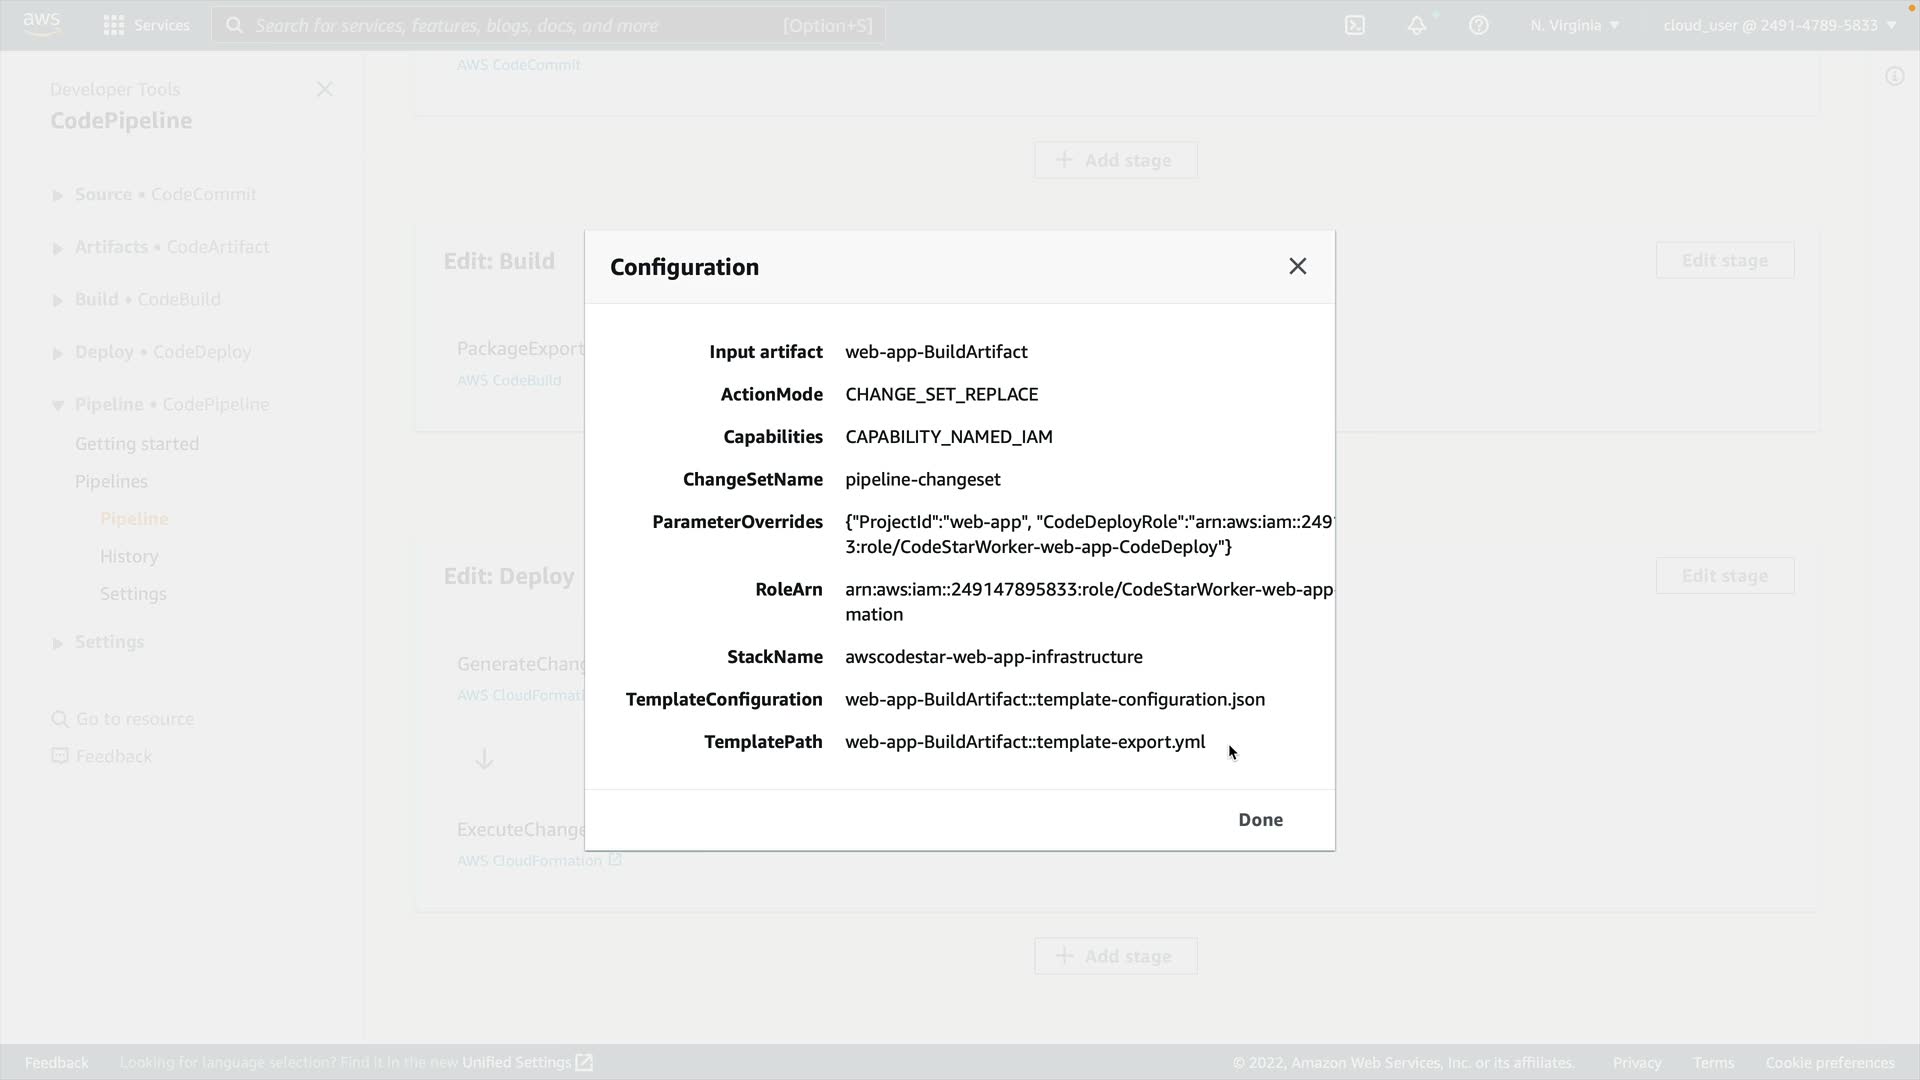 aws
Services
Search for services, features, blogs, docs, and more
[Option+S]
N. Virginia
cloud_user @ 2491-4789-5833
Developer Tools
CodePipeline
Source • CodeCommit
Artifacts • CodeArtifact
Build • CodeBuild
Deploy • CodeDeploy
Pipeline • CodePipeline
Getting started
Pipelines
Pipeline
History
Settings
Settings
Go to resource
Feedback
AWS CodeCommit
Add stage
Edit: Build
Edit stage
PackageExport
AWS CodeBuild
Edit: Deploy
Edit stage
GenerateChang
AWS CloudFormati
ExecuteChange
AWS CloudFormation
Add stage
Configuration
Input artifact web-app-BuildArtifact
ActionMode CHANGE_SET_REPLACE
Capabilities CAPABILITY_NAMED_IAM
ChangeSetName pipeline-changeset
ParameterOverrides {"ProjectId":"web-app", "CodeDeployRole":"arn:aws:iam::249
3:role/CodeStarWorker-web-app-CodeDeploy"}
RoleArn arn:aws:iam::249147895833:role/CodeStarWorker-web-app-
mation
StackName awscodestar-web-app-infrastructure
TemplateConfiguration web-app-BuildArtifact::template-configuration.json
TemplatePath web-app-BuildArtifact::template-export.yml
Done
Feedback
Looking for language selection? Find it in the new Unified Settings
© 2022, Amazon Web Services, Inc. or its affiliates.
Privacy
Terms
Cookie preferences